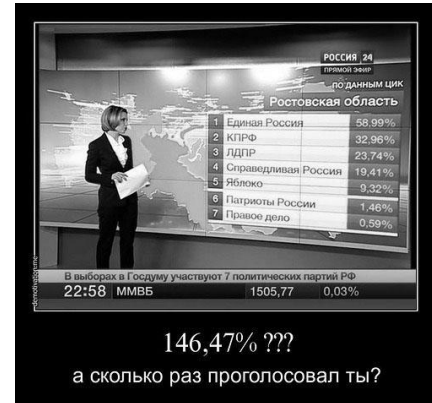 РОССИЯ 24
ПРЯМОЙ ЭФИР
ПО ДАННЫМ ЦИК
Ростовская область
1 Единая Россия 58,99%
2 КПРФ 32,96%
3 ЛДПР 23,74%
4 Справедливая Россия 19,41%
5 Яблоко 9,32%
6 Патриоты России 1,46%
7 Правое дело 0,59%
В выборах в Госдуму участвуют 7 политических партий РФ
22:58 ММВБ 1505,77 0,03%
146,47% ???
а сколько раз проголосовал ты?